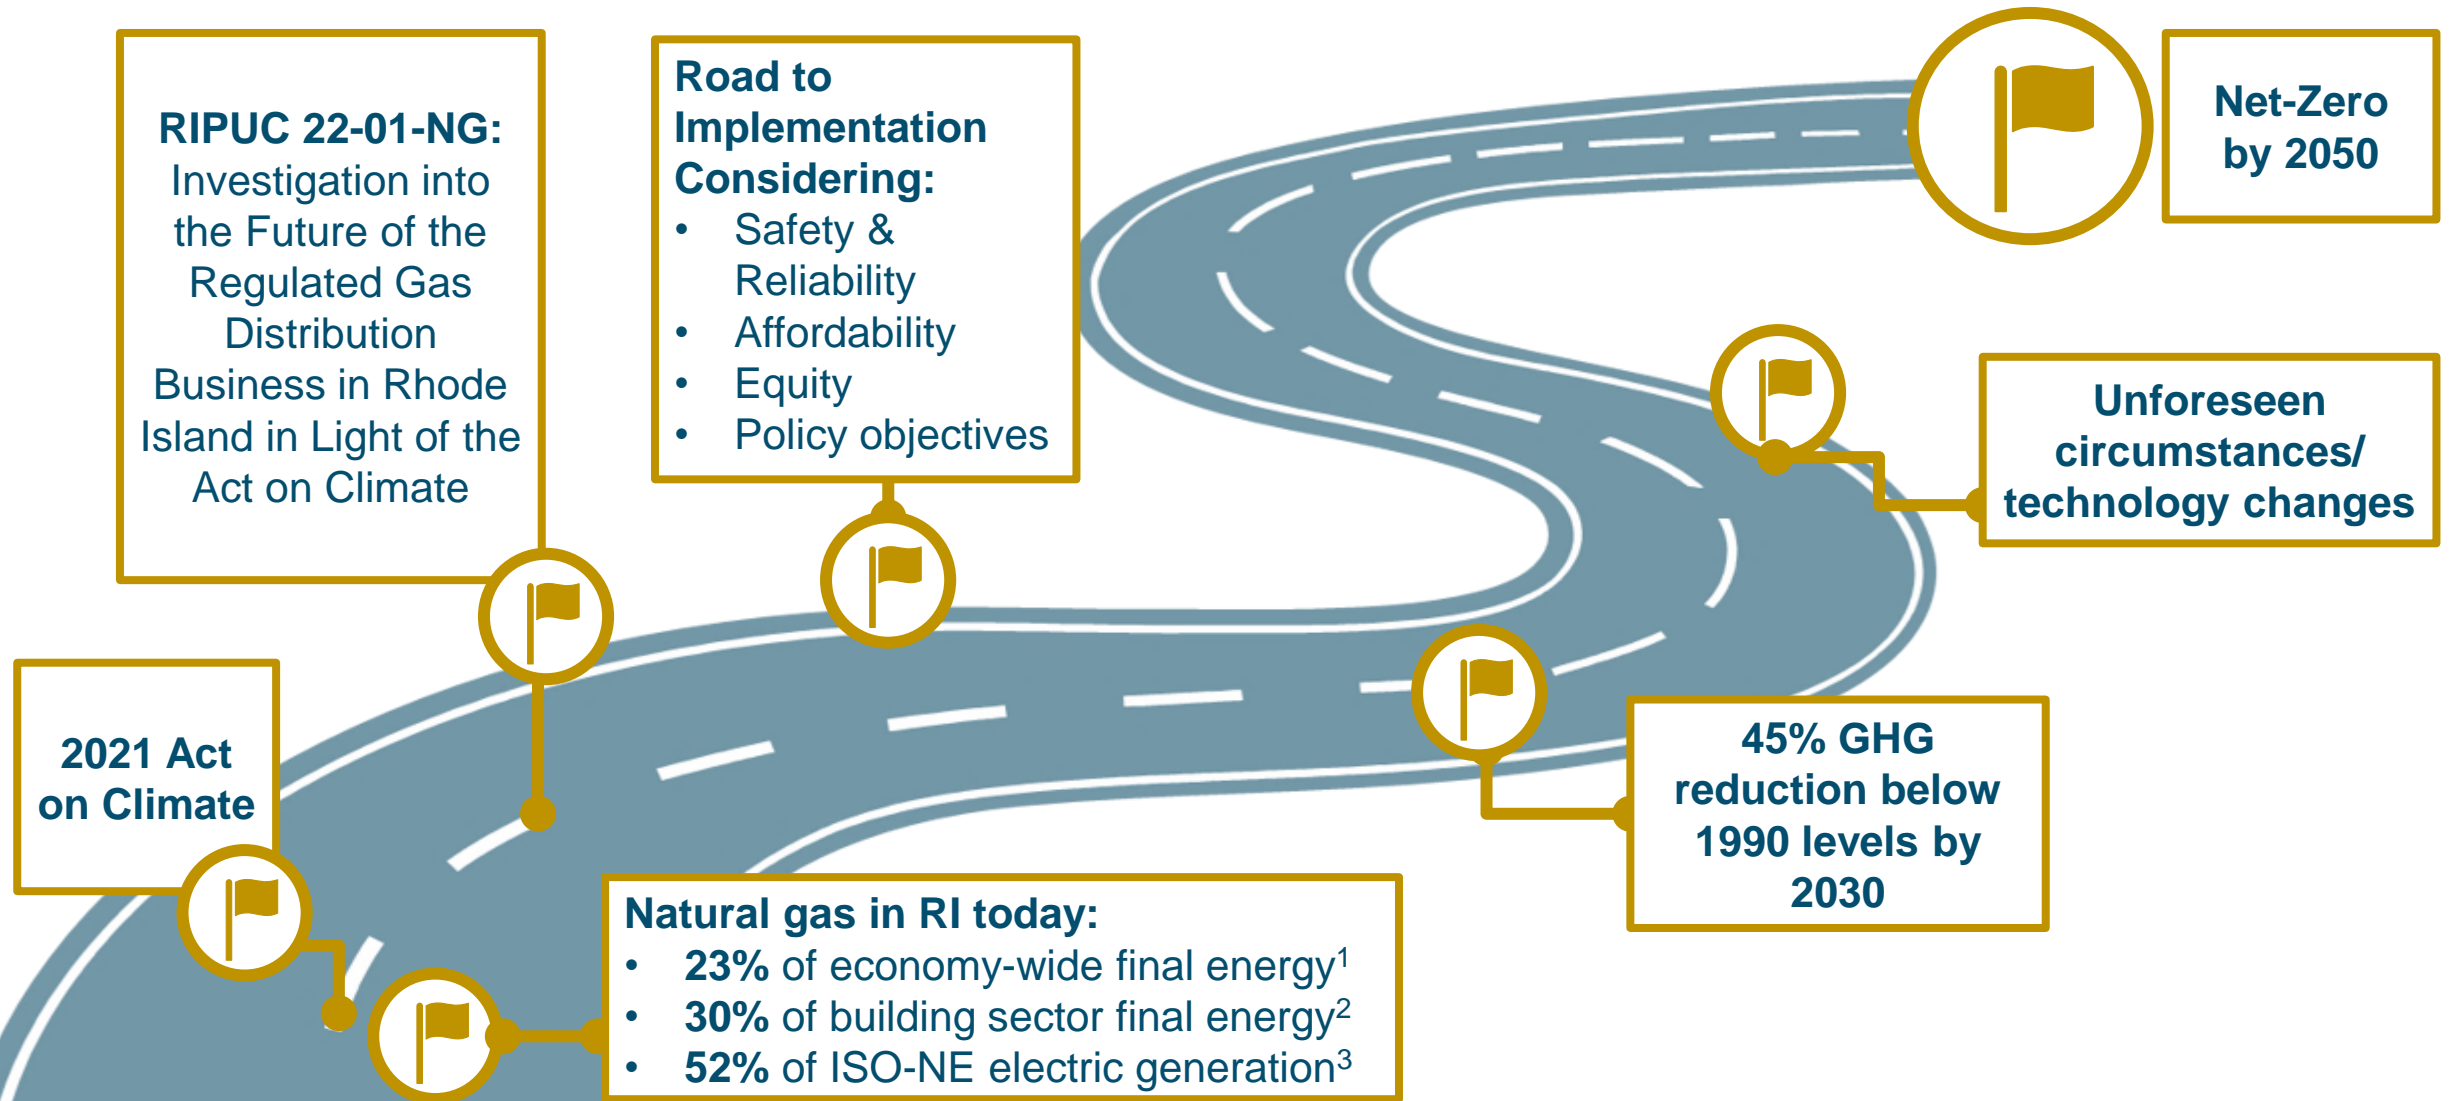 RIPUC 22-01-NG:
Investigation into
the Future of the
Regulated Gas
Distribution
Business in Rhode
Island in Light of the
Act on Climate
Road to
Implementation
Considering:
• Safety &
Reliability
• Affordability
• Equity
• Policy objectives
Net-Zero
by 2050
Unforeseen
circumstances/
technology changes
2021 Act
on Climate
45% GHG
reduction below
1990 levels by
2030
Natural gas in RI today:
• 23% of economy-wide final energy¹
• 30% of building sector final energy²
• 52% of ISO-NE electric generation³